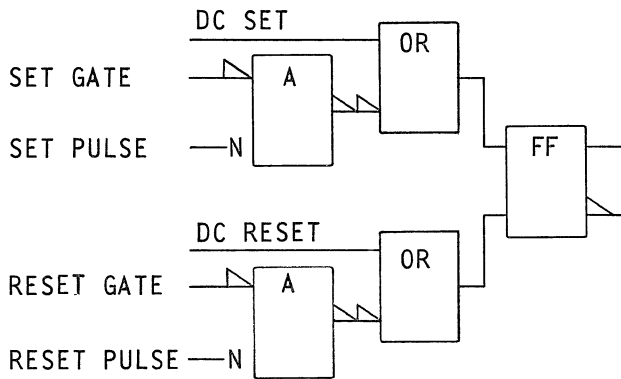 DC SET
OR
SET GATE
A
SET PULSE
N
FF
DC RESET
OR
RESET GATE
A
RESET PULSE
N